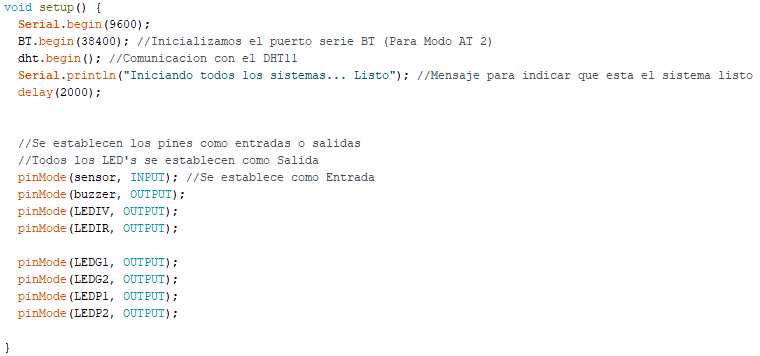 void setup() {
  Serial.begin(9600);
  BT.begin(38400); //Inicializamos el puerto serie BT (Para Modo AT 2)
  dht.begin(); //Comunicacion con el DHT11
  Serial.println("Iniciando todos los sistemas... Listo"); //Mensaje para indicar que esta el sistema listo
  delay(2000);

  //Se establecen los pines como entradas o salidas
  //Todos los LED's se establecen como Salida
  pinMode(sensor, INPUT); //Se establece como Entrada
  pinMode(buzzer, OUTPUT);
  pinMode(LEDIV, OUTPUT);
  pinMode(LEDIR, OUTPUT);

  pinMode(LEDG1, OUTPUT);
  pinMode(LEDG2, OUTPUT);
  pinMode(LEDP1, OUTPUT);
  pinMode(LEDP2, OUTPUT);

}